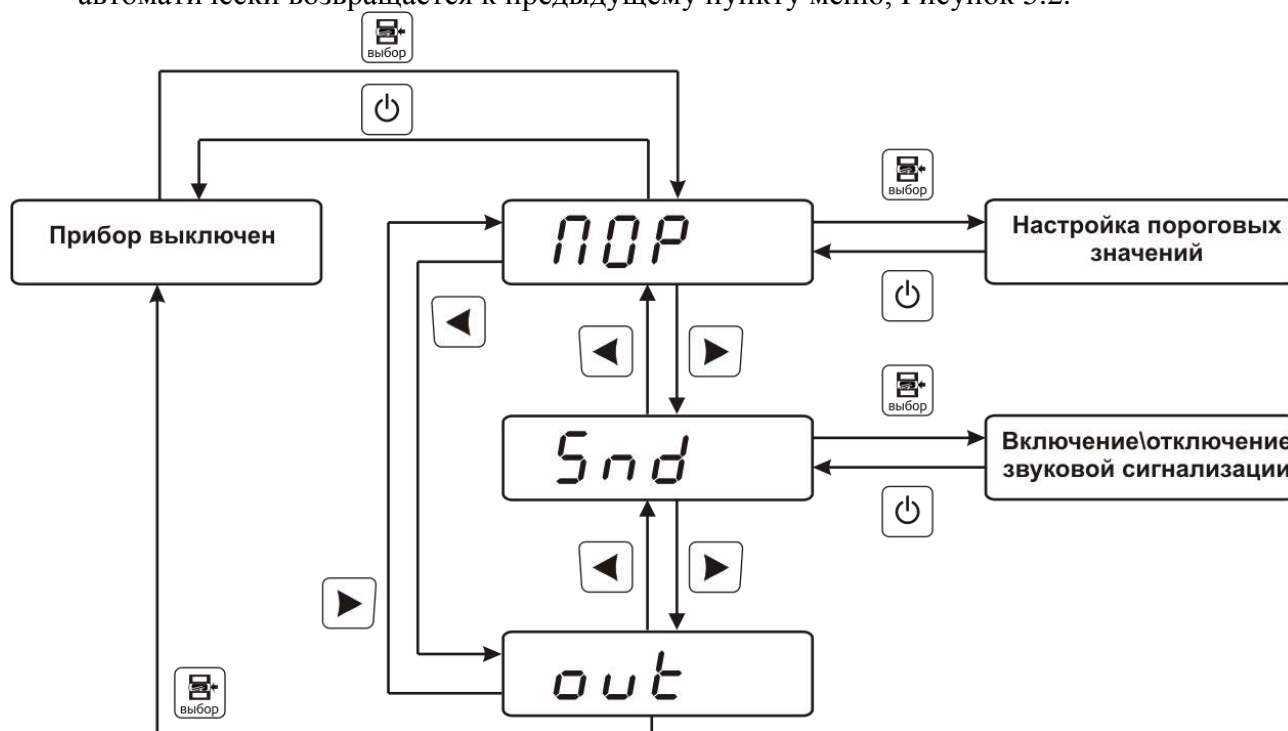 автоматически возвращается к предыдущему пункту меню, Рисунок 3.2.
выбор
выбор
Прибор выключен
ПОР
Настройка пороговых
значений
выбор
Snd
Включение\отключение
звуковой сигнализации
out
выбор